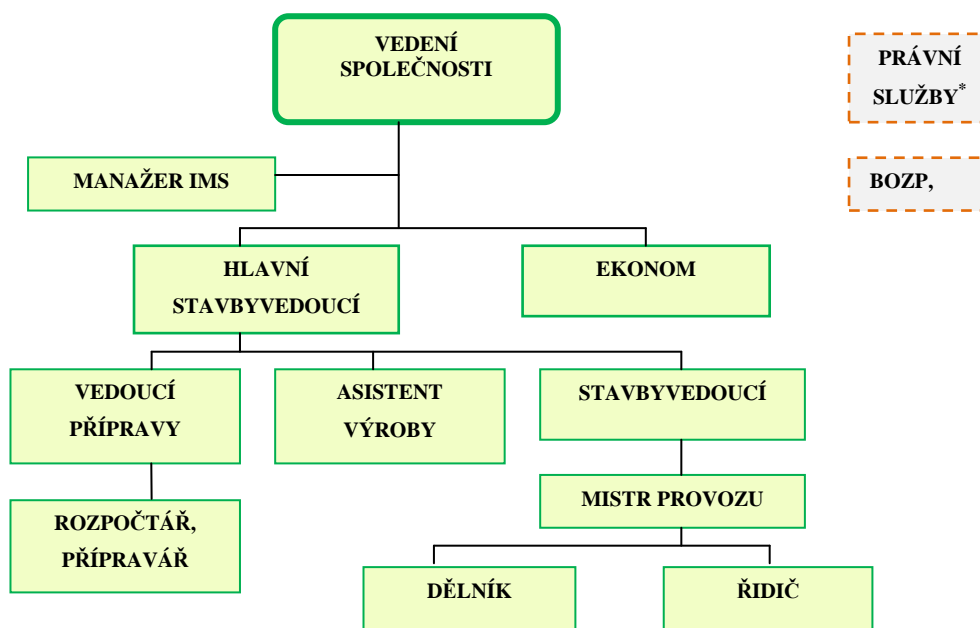 VEDENÍ
SPOLEČNOSTI
PRÁVNÍ
SLUŽBY*
MANAŽER IMS
BOZP,
HLAVNÍ
STAVBYVEDOUCÍ
EKONOM
VEDOUCÍ
PŘÍPRAVY
ASISTENT
VÝROBY
STAVBYVEDOUCÍ
ROZPOČTÁŘ,
PŘÍPRAVÁŘ
MISTR PROVOZU
DĚLNÍK
ŘIDIČ